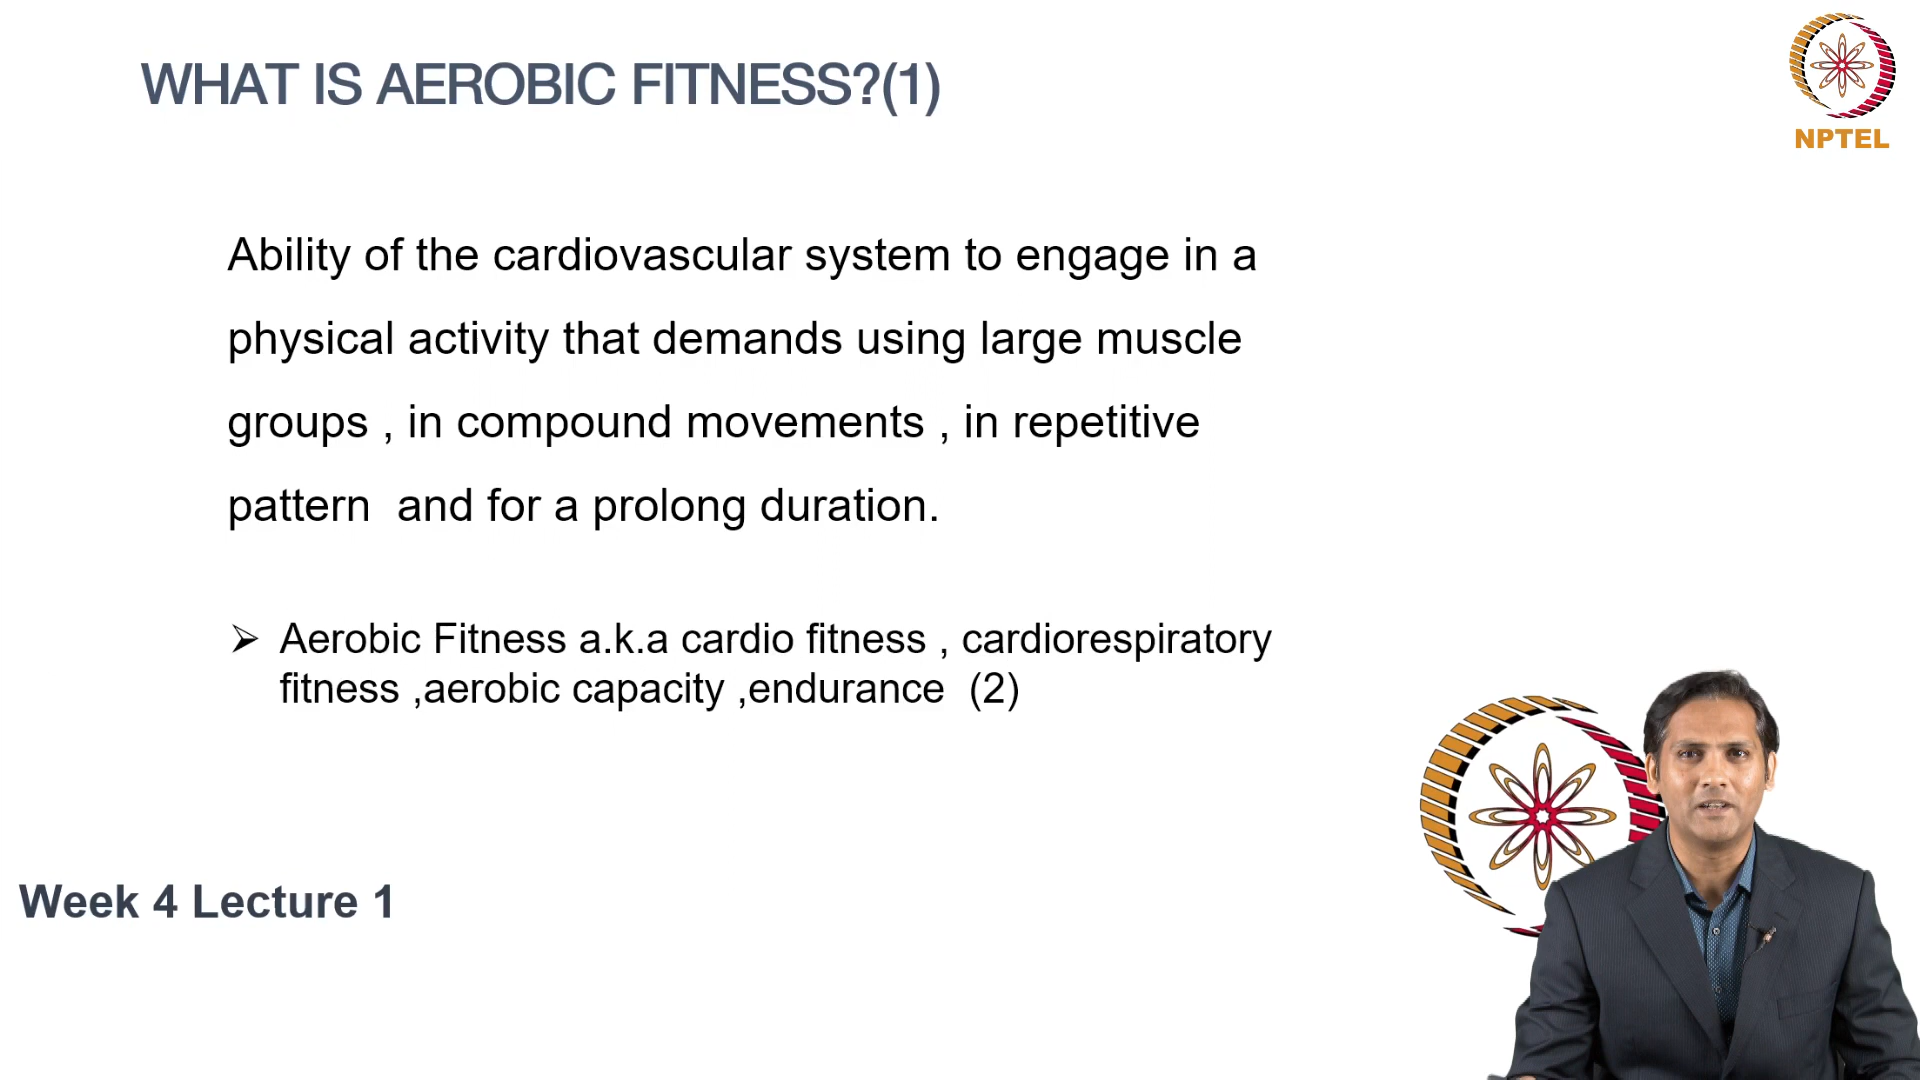 WHAT IS AEROBIC FITNESS?(1)
NPTEL
Ability of the cardiovascular system to engage in a
physical activity that demands using large muscle
groups , in compound movements , in repetitive
pattern  and for a prolong duration.
➢ Aerobic Fitness a.k.a cardio fitness , cardiorespiratory
fitness ,aerobic capacity ,endurance  (2)
Week 4 Lecture 1